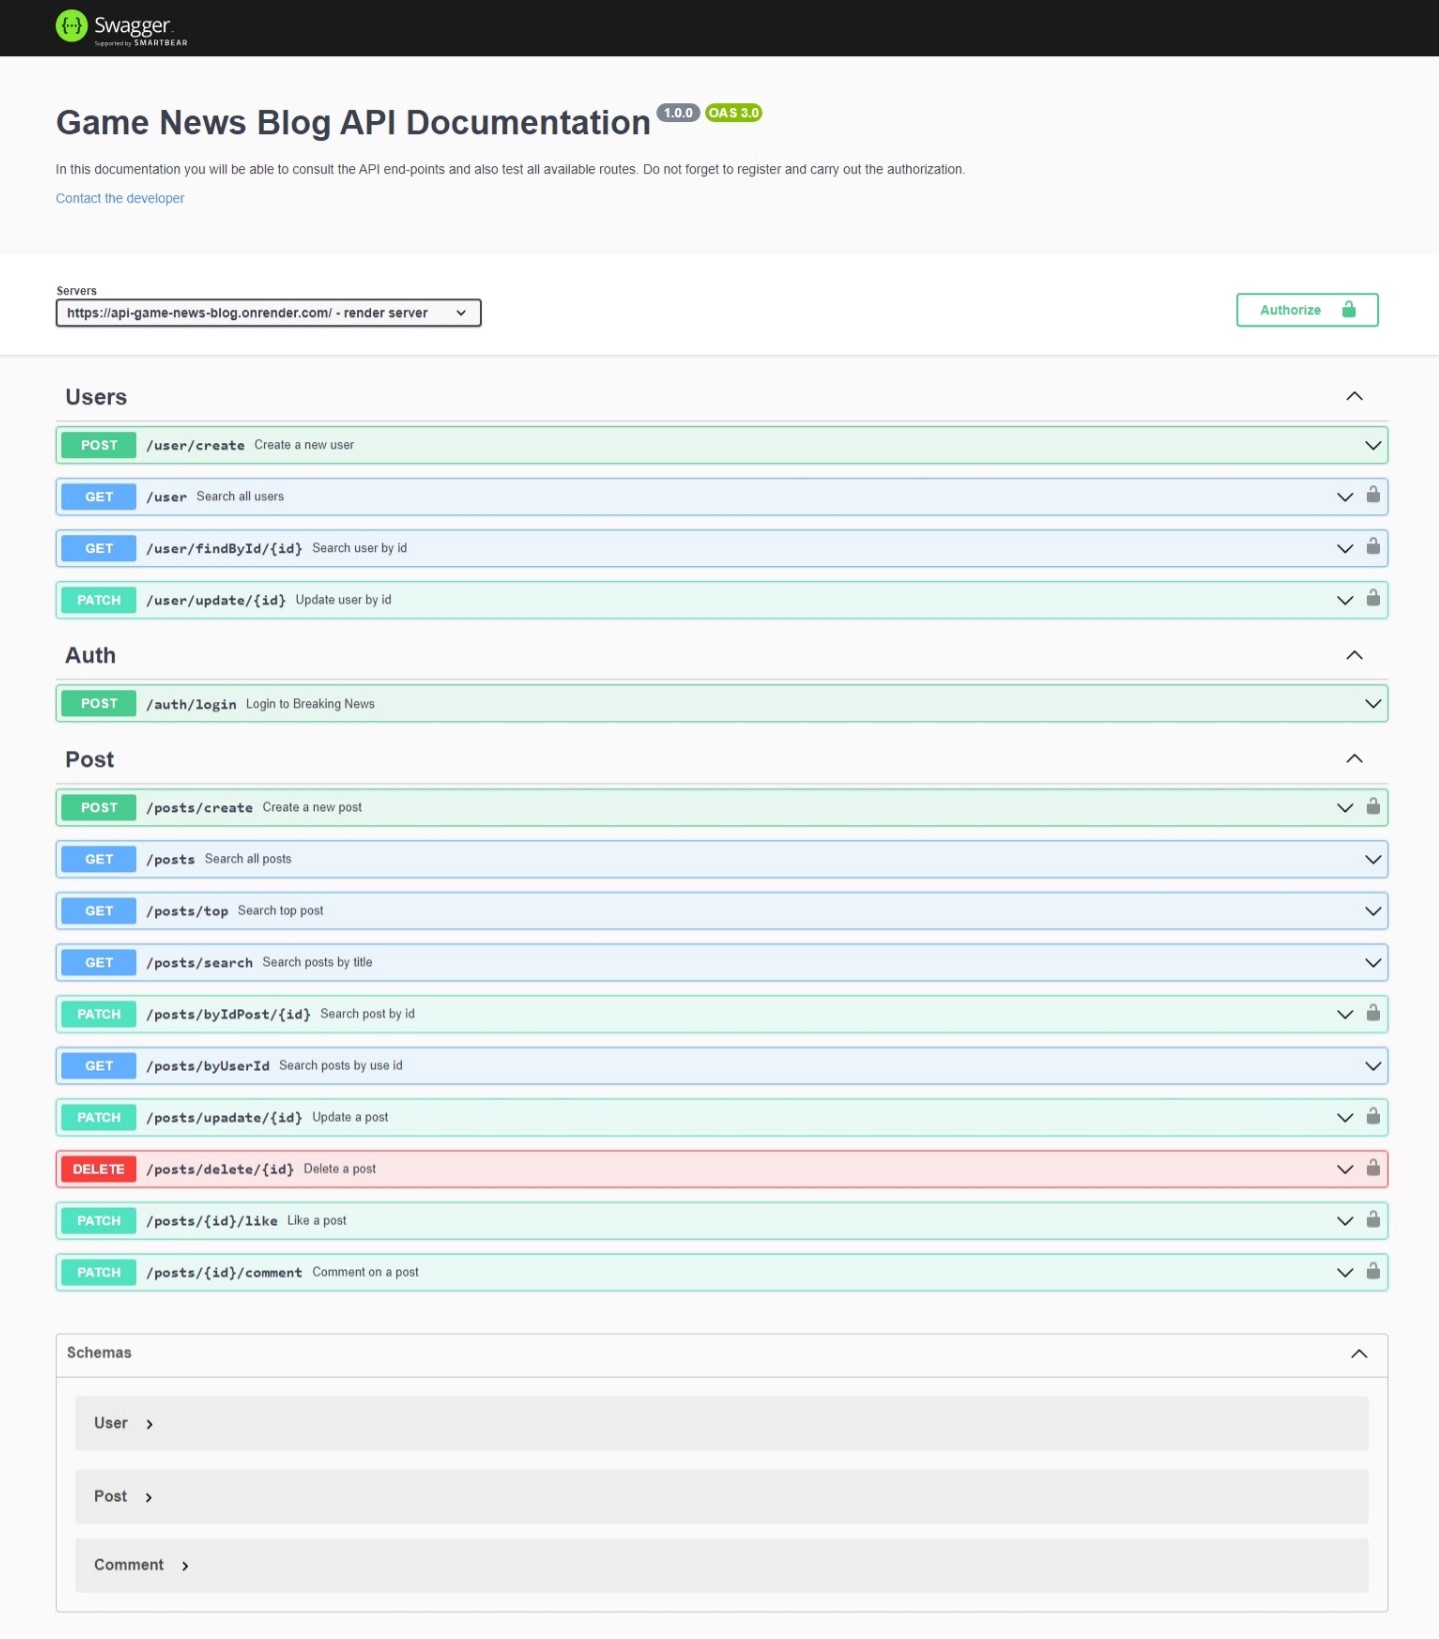 {...} Swagger.
Supported by SMARTBEAR
Game News Blog API Documentation 1.0.0 OAS 3.0
In this documentation you will be able to consult the API end-points and also test all available routes. Do not forget to register and carry out the authorization.
Contact the developer
Servers
https://api-game-news-blog.onrender.com/ - render server
Authorize
Users
POST /user/create Create a new user
GET /user Search all users
GET /user/findById/{id} Search user by id
PATCH /user/update/{id} Update user by id
Auth
POST /auth/login Login to Breaking News
Post
POST /posts/create Create a new post
GET /posts Search all posts
GET /posts/top Search top post
GET /posts/search Search posts by title
PATCH /posts/byIdPost/{id} Search post by id
GET /posts/byUserId Search posts by use id
PATCH /posts/upadate/{id} Update a post
DELETE /posts/delete/{id} Delete a post
PATCH /posts/{id}/like Like a post
PATCH /posts/{id}/comment Comment on a post
Schemas
User
Post
Comment